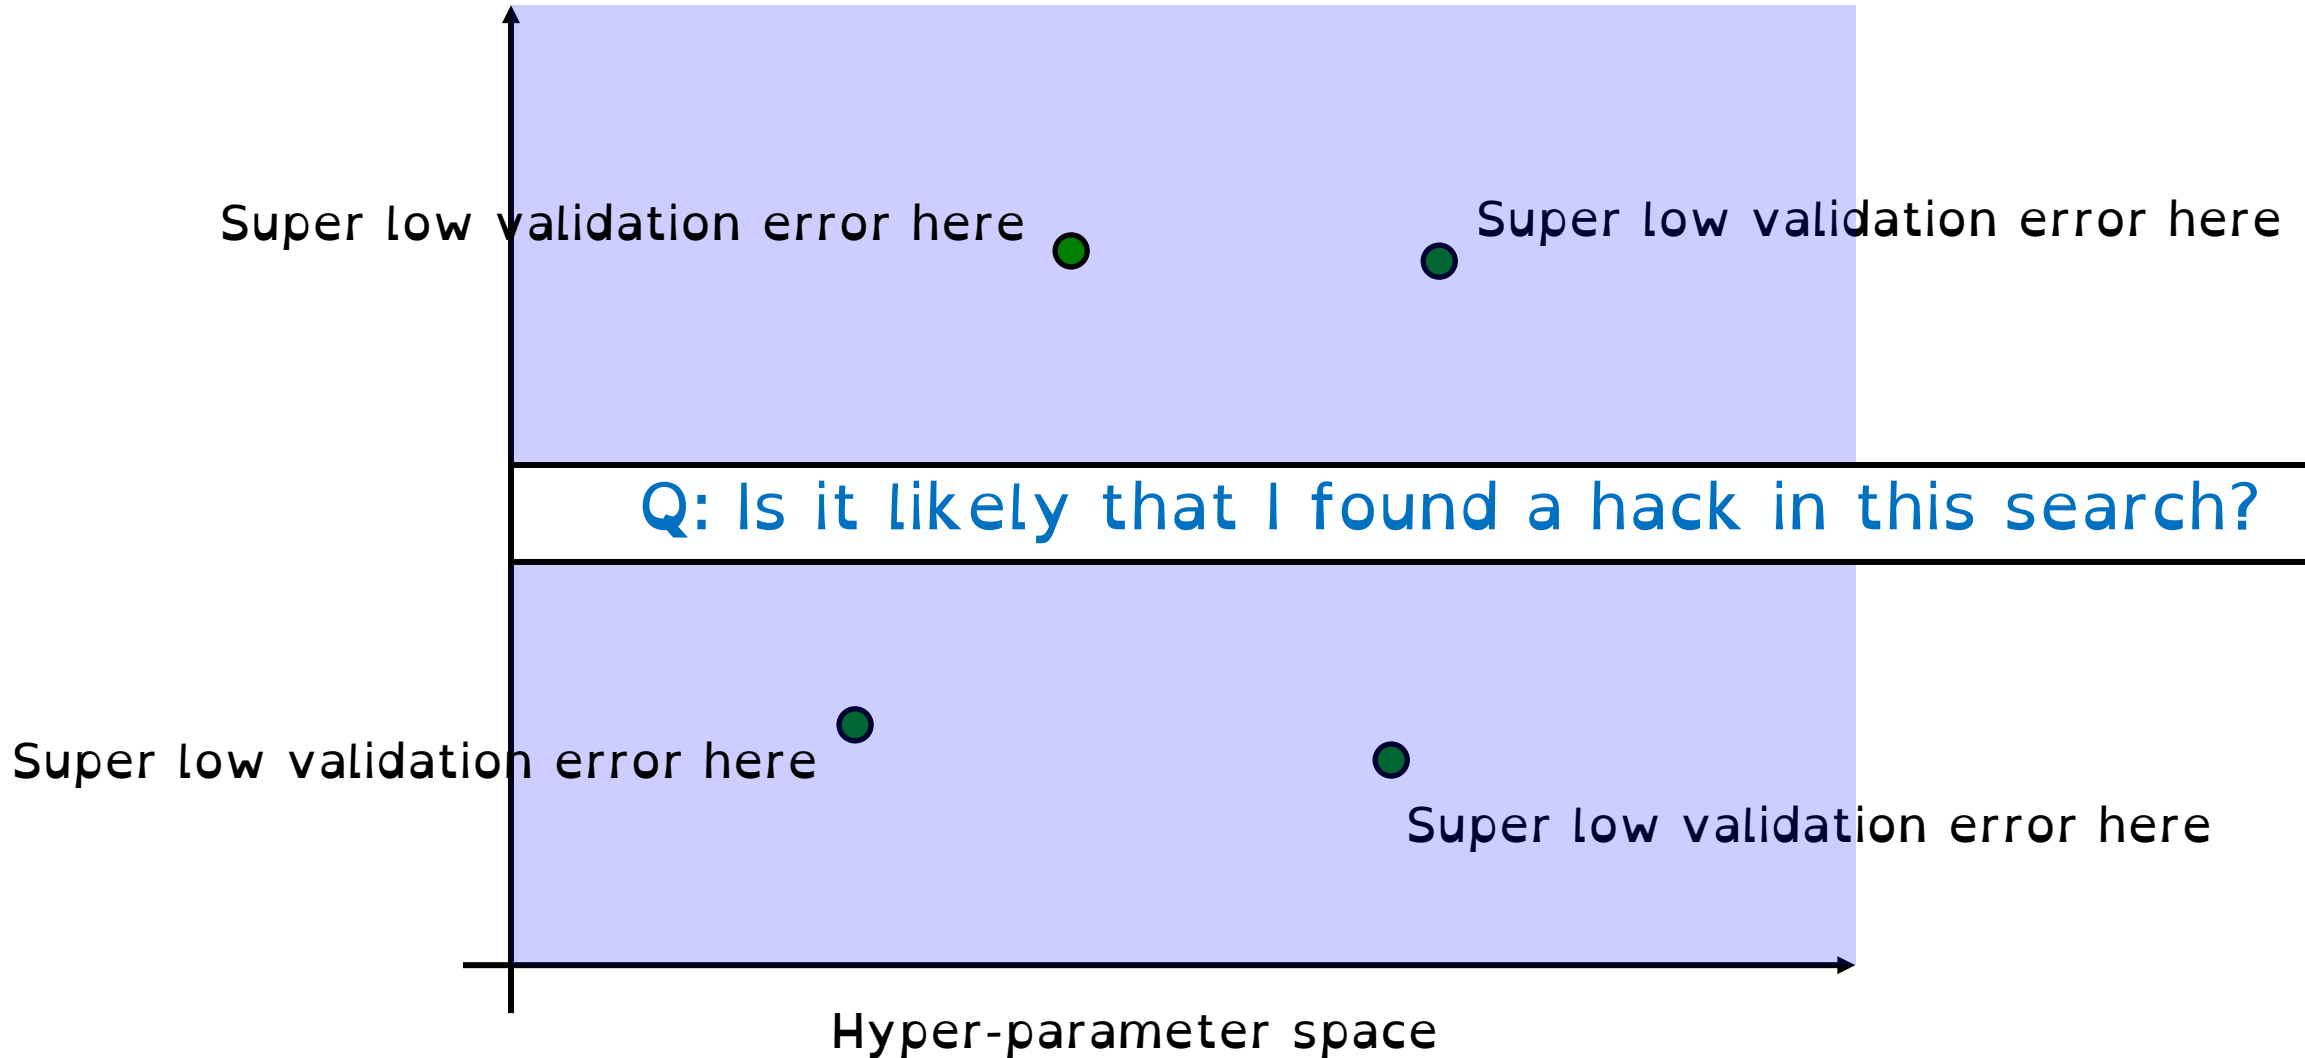 Super low validation error here
Super low validation error here
Q: Is it likely that I found a hack in this search?
Super low validation error here
Super low validation error here
Hyper-parameter space